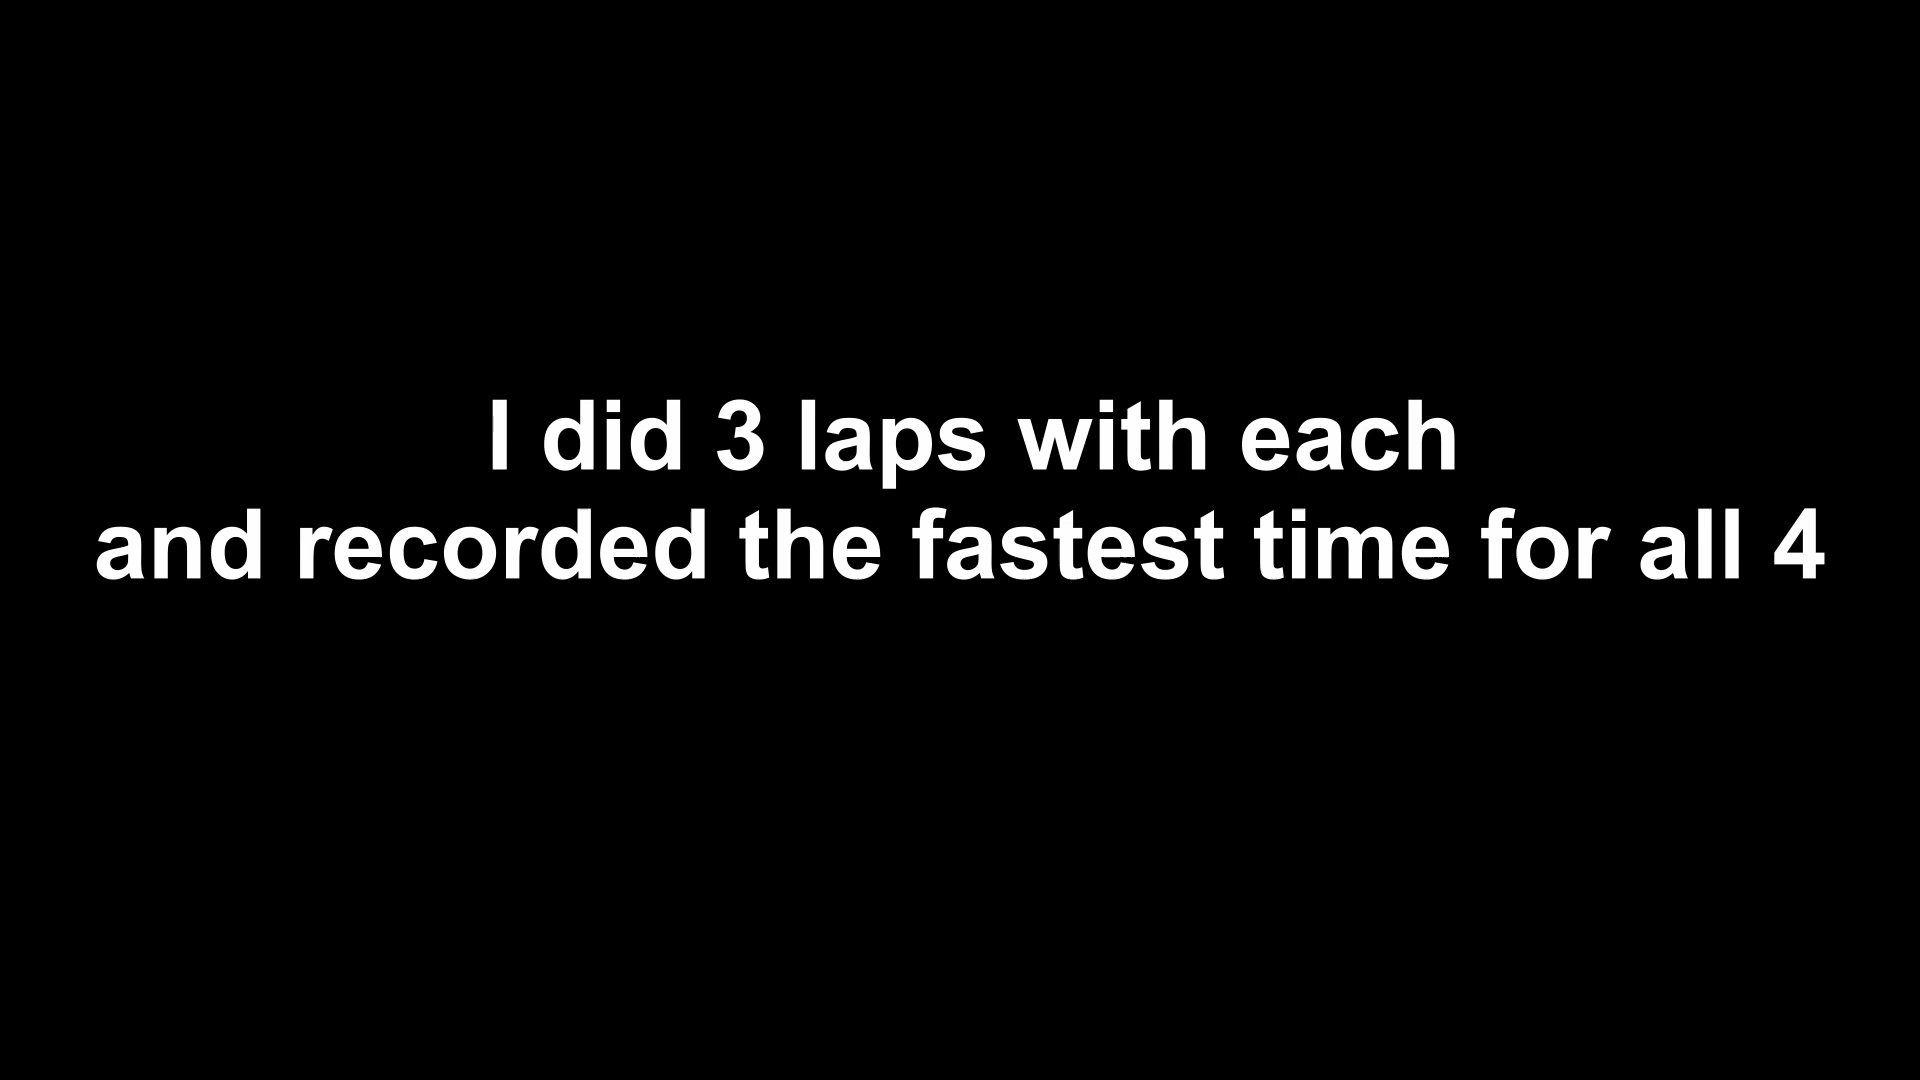 I did 3 laps with each
and recorded the fastest time for all 4